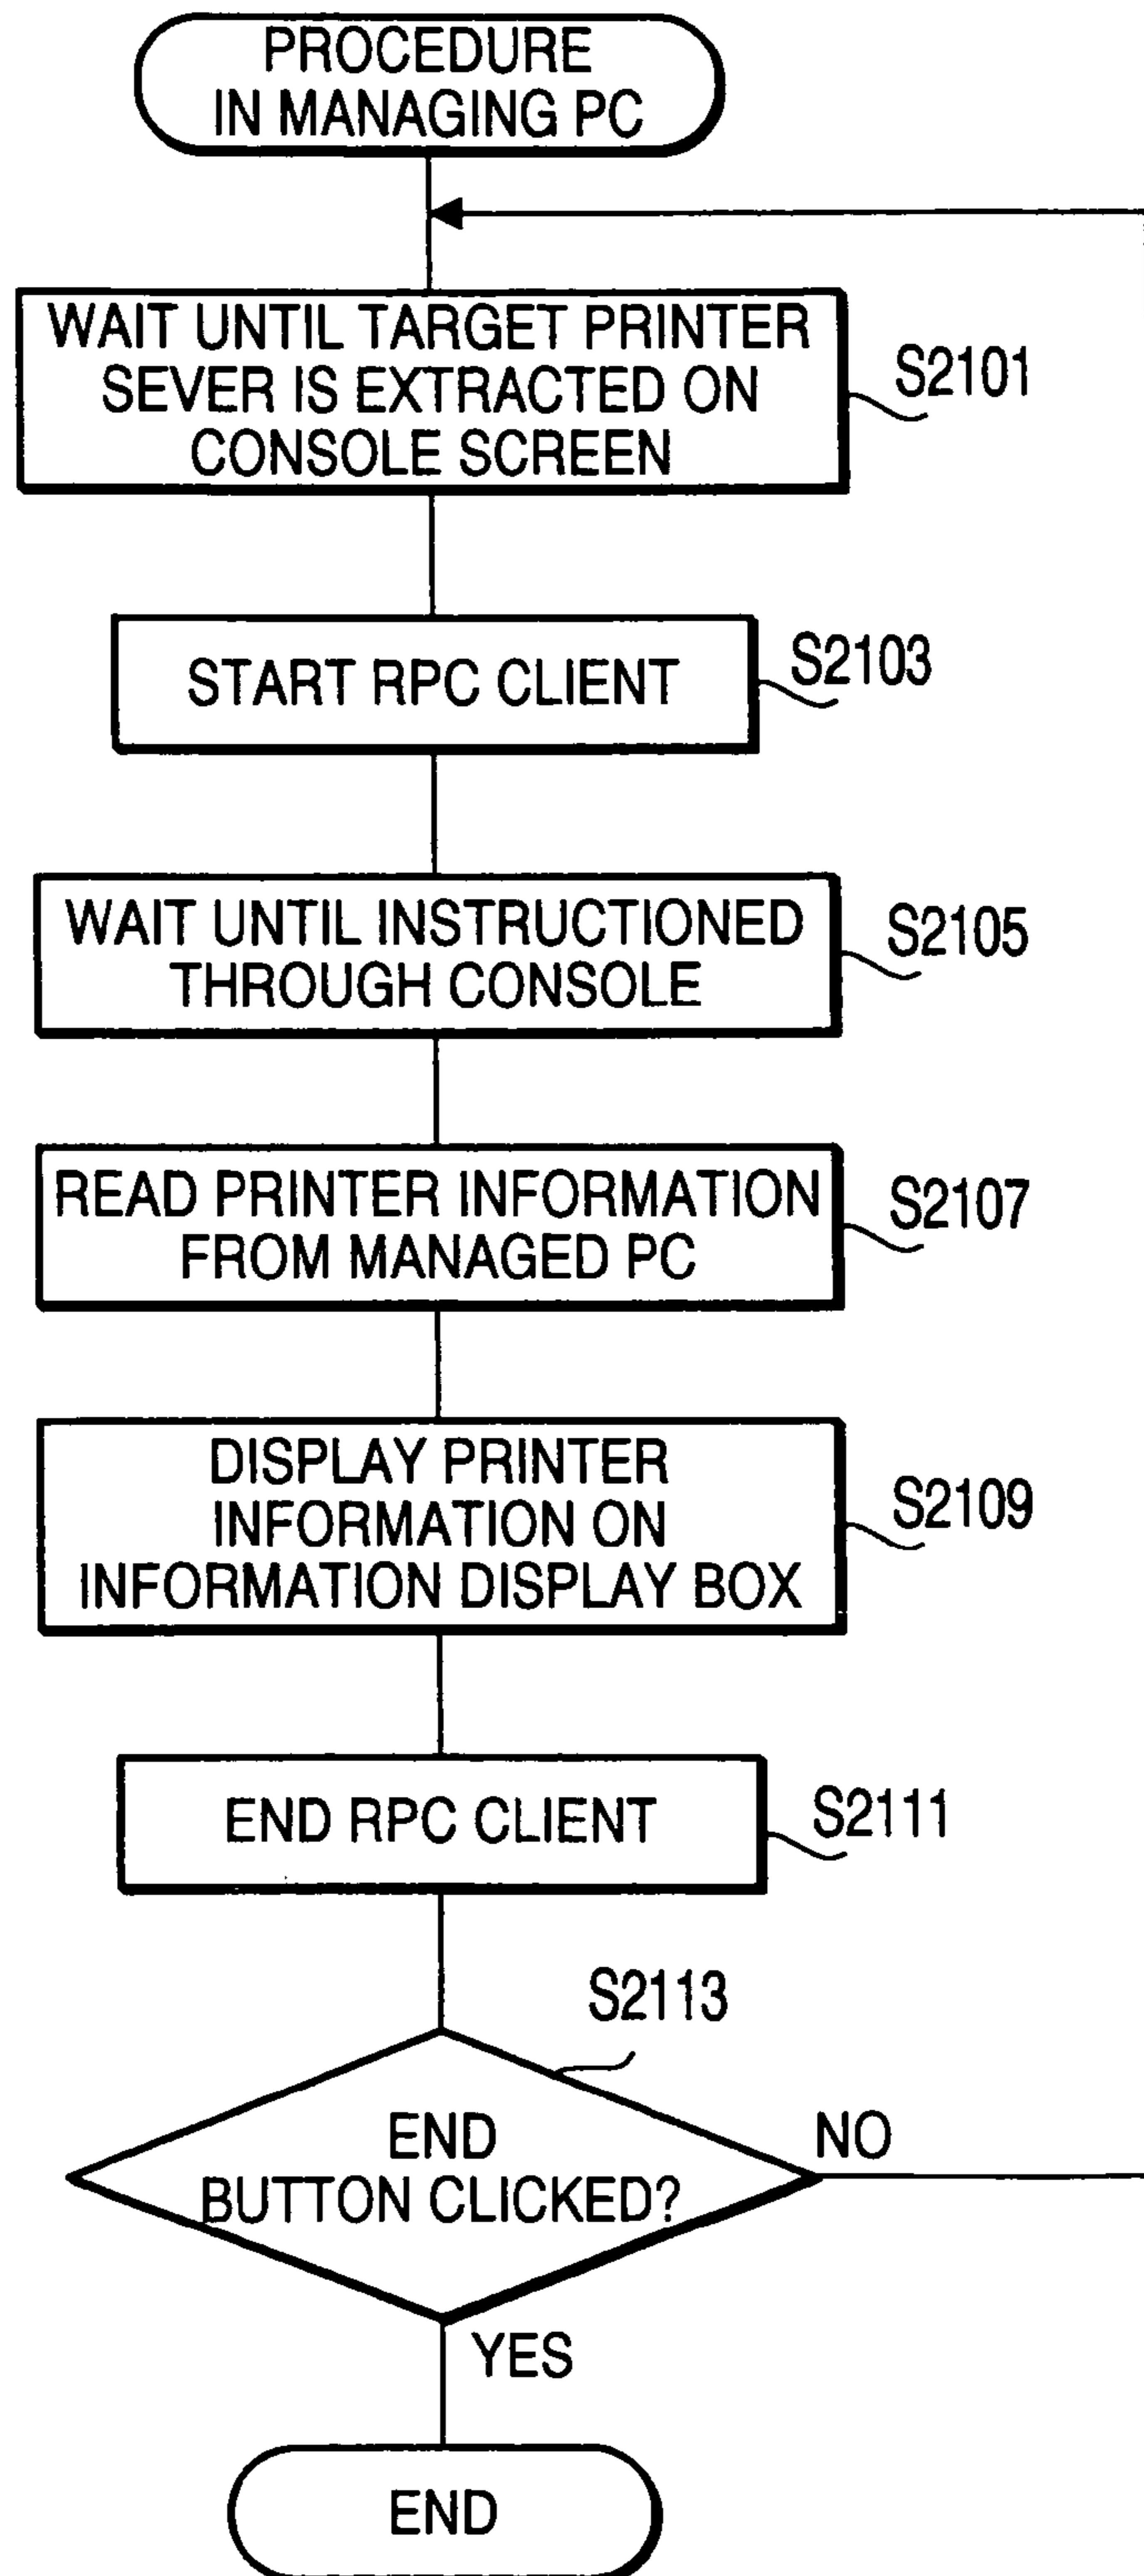 PROCEDURE
IN MANAGING PC
WAIT UNTIL TARGET PRINTER
SEVER IS EXTRACTED ON
CONSOLE SCREEN
S2101
START RPC CLIENT
S2103
WAIT UNTIL INSTRUCTIONED
THROUGH CONSOLE
S2105
READ PRINTER INFORMATION
FROM MANAGED PC
S2107
DISPLAY PRINTER
INFORMATION ON
INFORMATION DISPLAY BOX
S2109
END RPC CLIENT
S2111
S2113
END
BUTTON CLICKED?
NO
YES
END